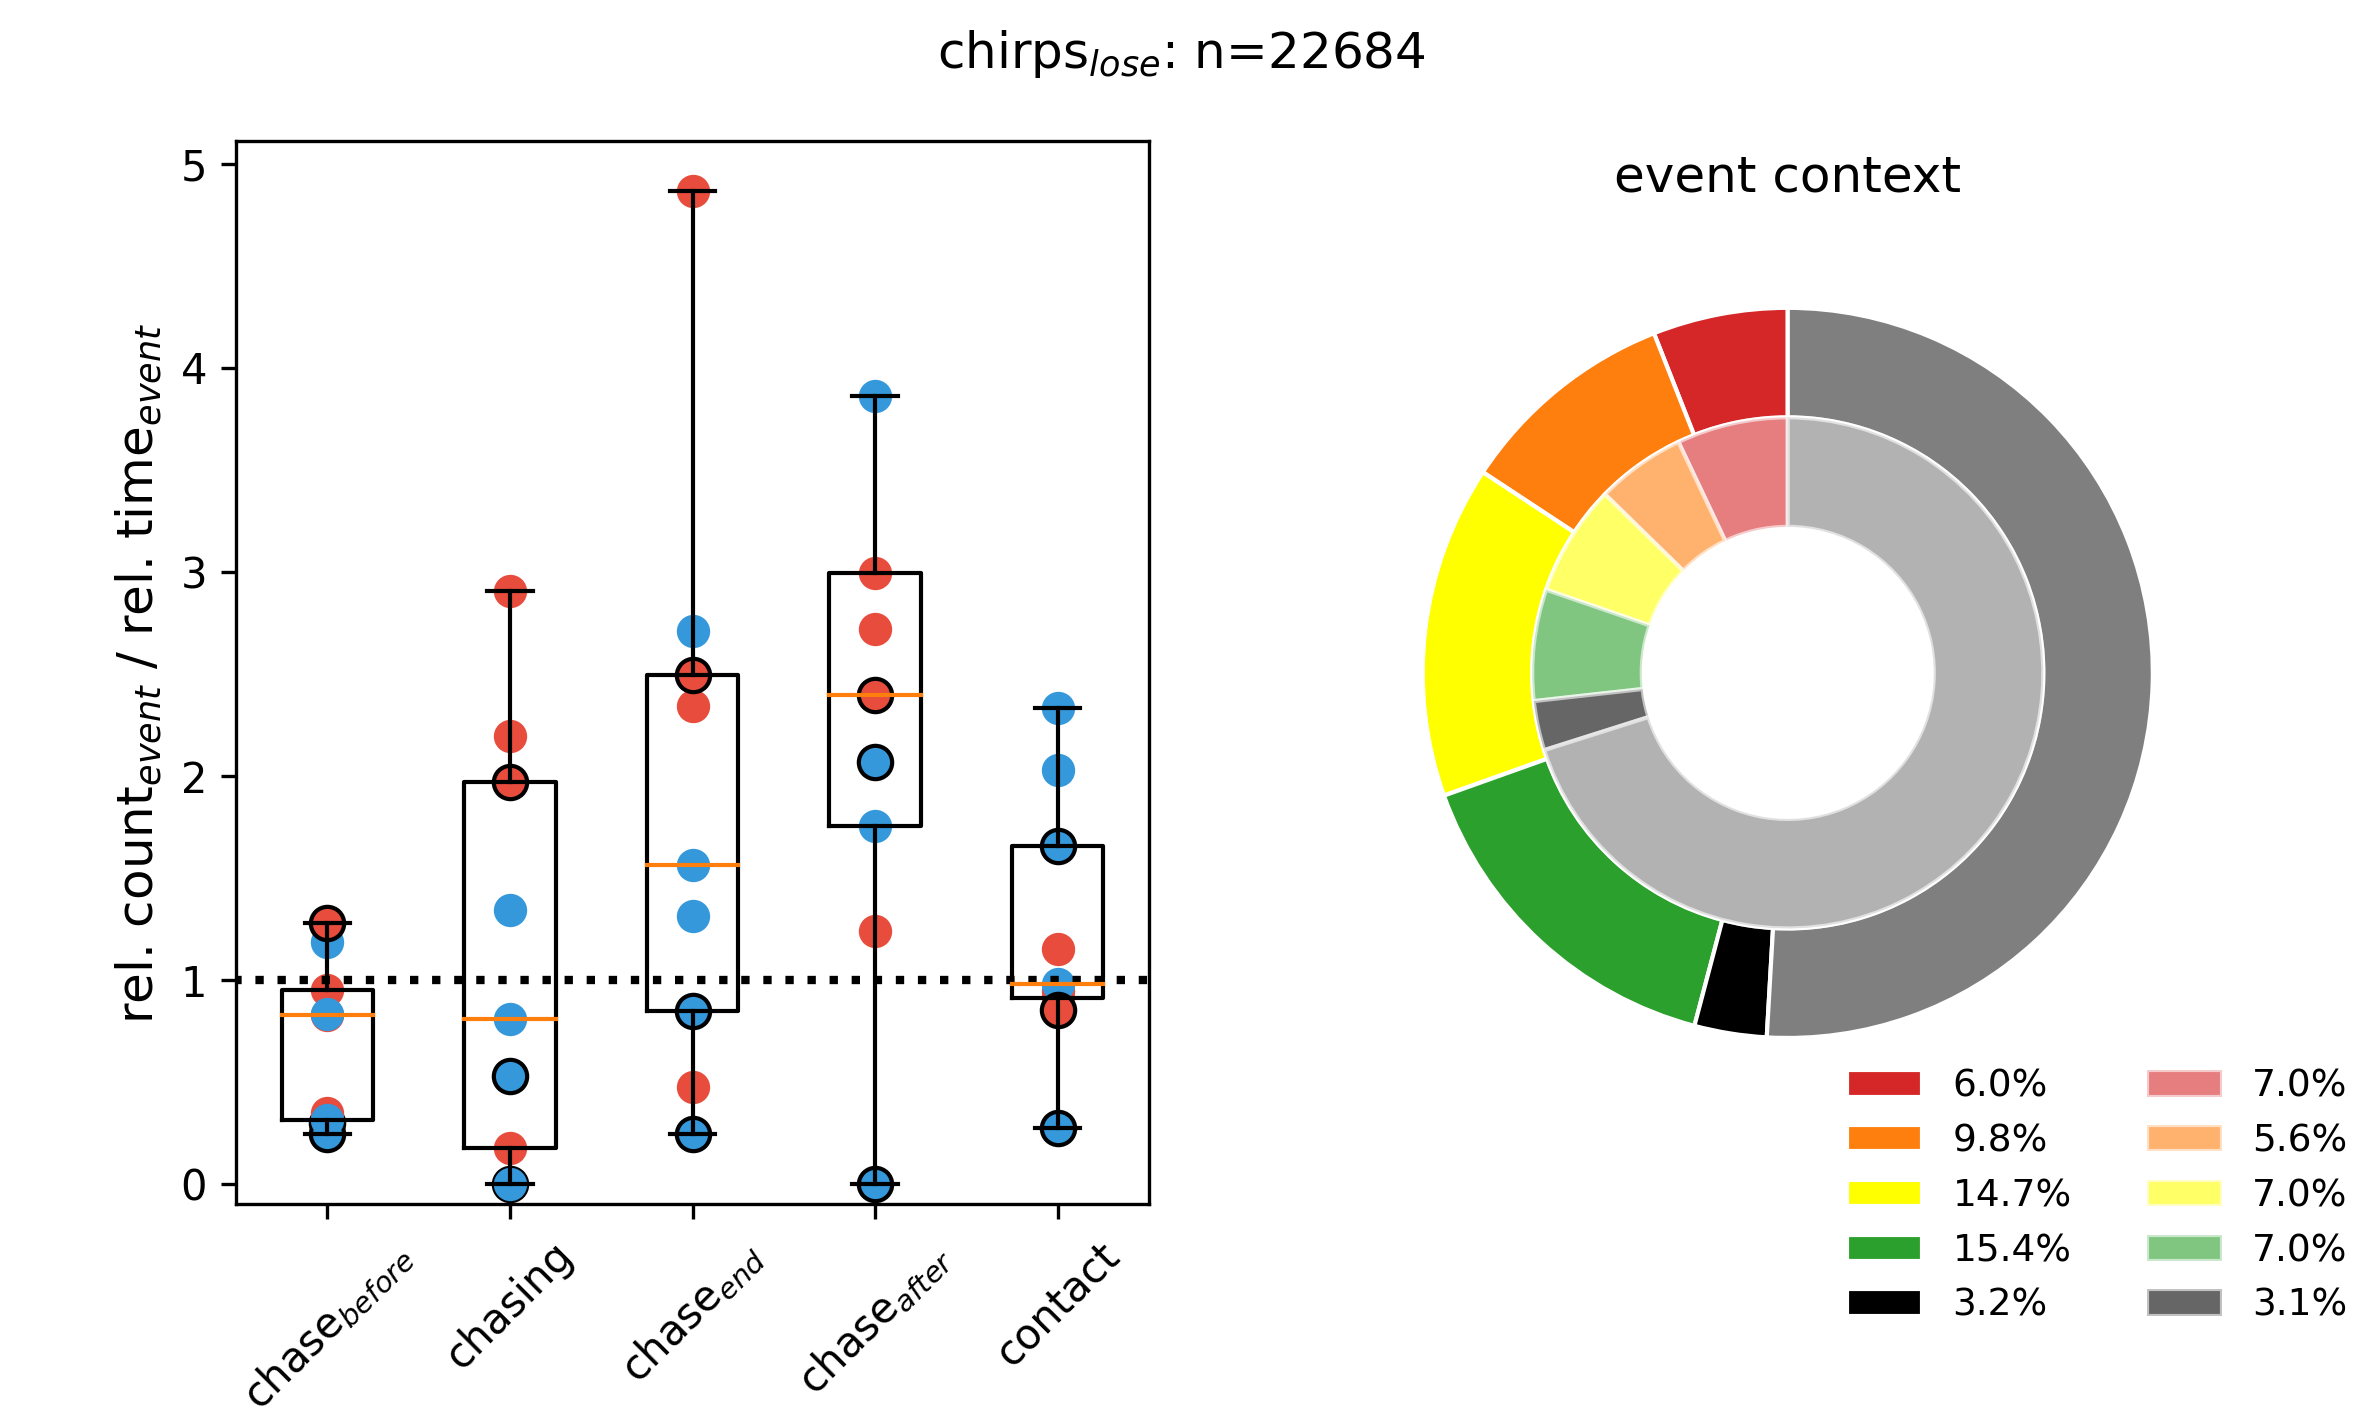 chirps_lose: n=22684
rel. count_event / rel. time_event
5
4
3
2
1
0
chase_before
chasing
chase_end
chase_after
contact
event context
6.0% 7.0%
9.8% 5.6%
14.7% 7.0%
15.4% 7.0%
3.2% 3.1%